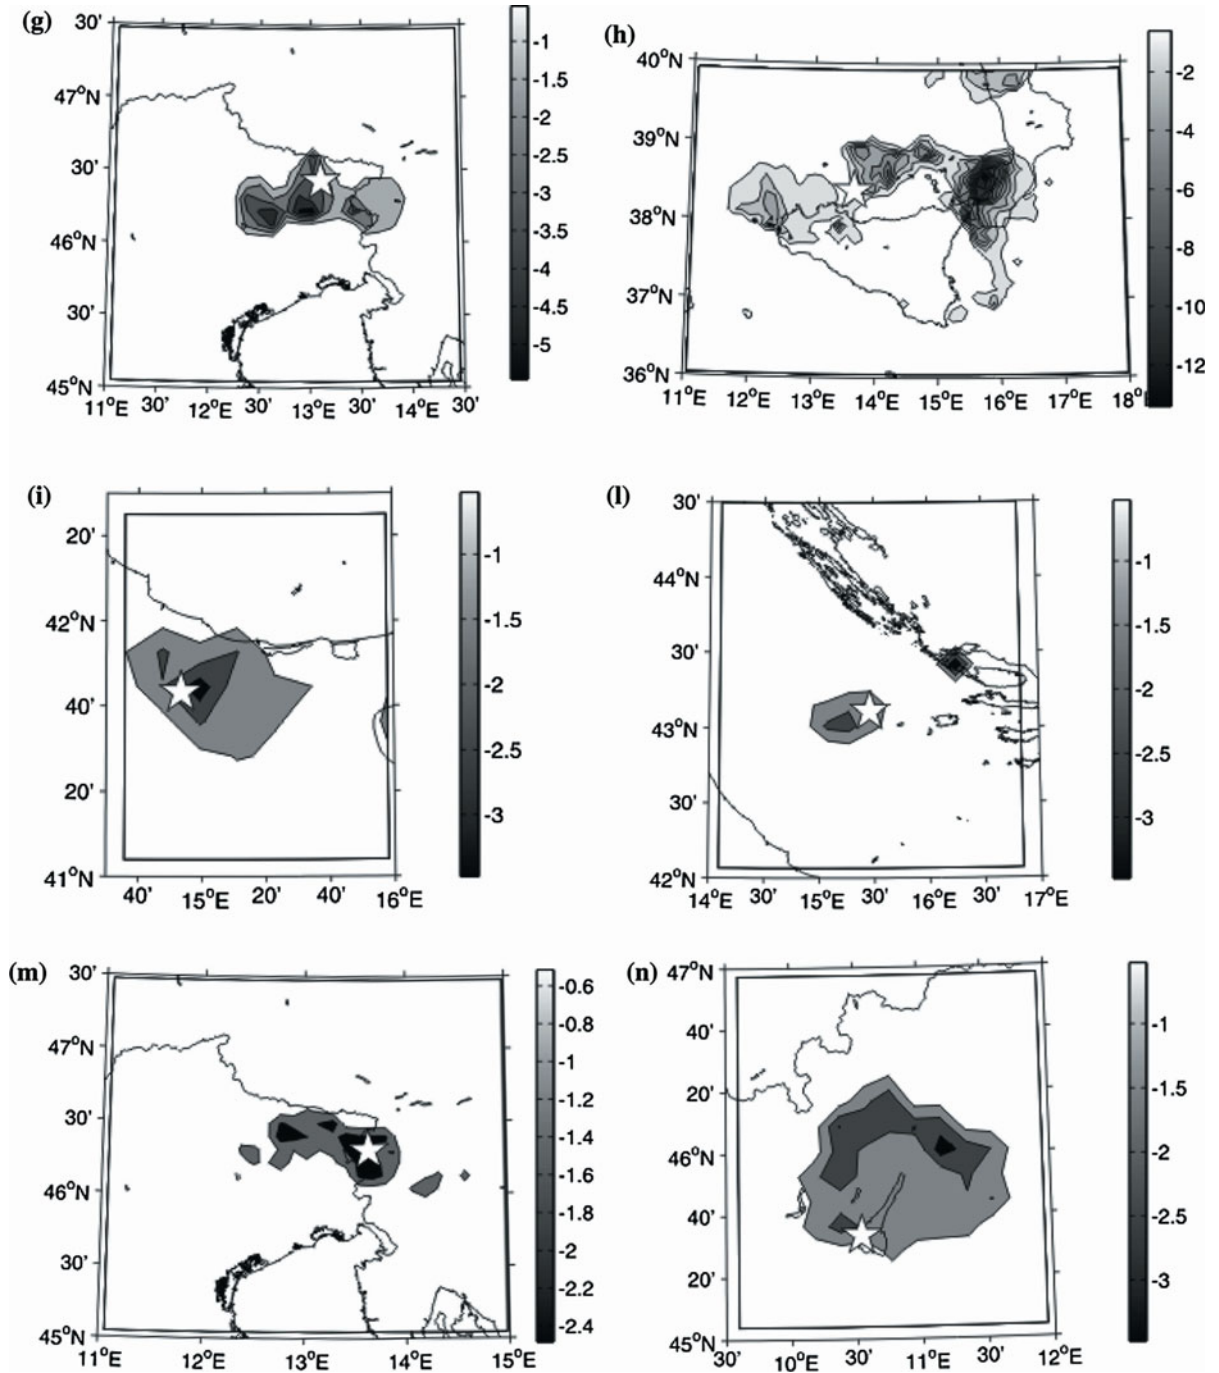 (g)
30'
47°N
30'
46°N
30'
45°N
11°E 30' 12°E 30' 13°E 30' 14°E 30'
-1
-1.5
-2
-2.5
-3
-3.5
-4
-4.5
-5
(h)
40°N
39°N
38°N
37°N
36°N
11°E 12°E 13°E 14°E 15°E 16°E 17°E 18°
-2
-4
-6
-8
-10
-12
(i)
20'
42°N
40'
20'
41°N
40' 15°E 20' 40' 16°E
-1
-1.5
-2
-2.5
-3
(l)
30'
44°N
30'
43°N
30'
42°N
14°E 30' 15°E 30' 16°E 30' 17°E
-1
-1.5
-2
-2.5
-3
(m)
30'
47°N
30'
46°N
30'
45°N
11°E 12°E 13°E 14°E 15°E
-0.6
-0.8
-1
-1.2
-1.4
-1.6
-1.8
-2
-2.2
-2.4
(n)
47°N
40'
20'
46°N
40'
20'
45°N
30' 10°E 30' 11°E 30' 12°E
-1
-1.5
-2
-2.5
-3